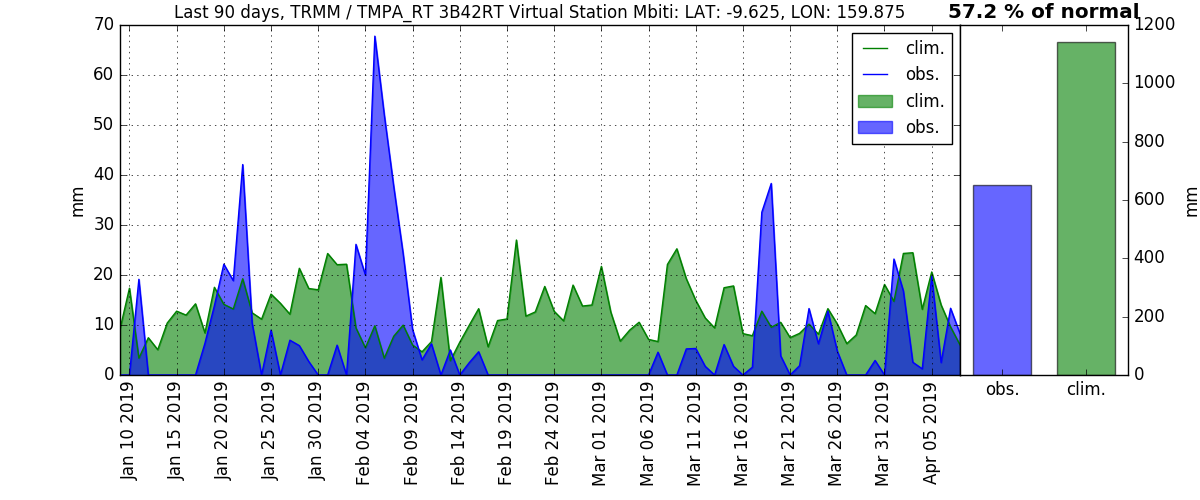 Last 90 days, TRMM / TMPA_RT 3B42RT Virtual Station Mbiti: LAT: -9.625, LON: 159.875
57.2 % of normal
70
60
50
40
30
20
10
0
mm
clim.
obs.
clim.
obs.
1200
1000
800
600
400
200
0
mm
obs.
clim.
Jan 10 2019
Jan 15 2019
Jan 20 2019
Jan 25 2019
Jan 30 2019
Feb 04 2019
Feb 09 2019
Feb 14 2019
Feb 19 2019
Feb 24 2019
Mar 01 2019
Mar 06 2019
Mar 11 2019
Mar 16 2019
Mar 21 2019
Mar 26 2019
Mar 31 2019
Apr 05 2019